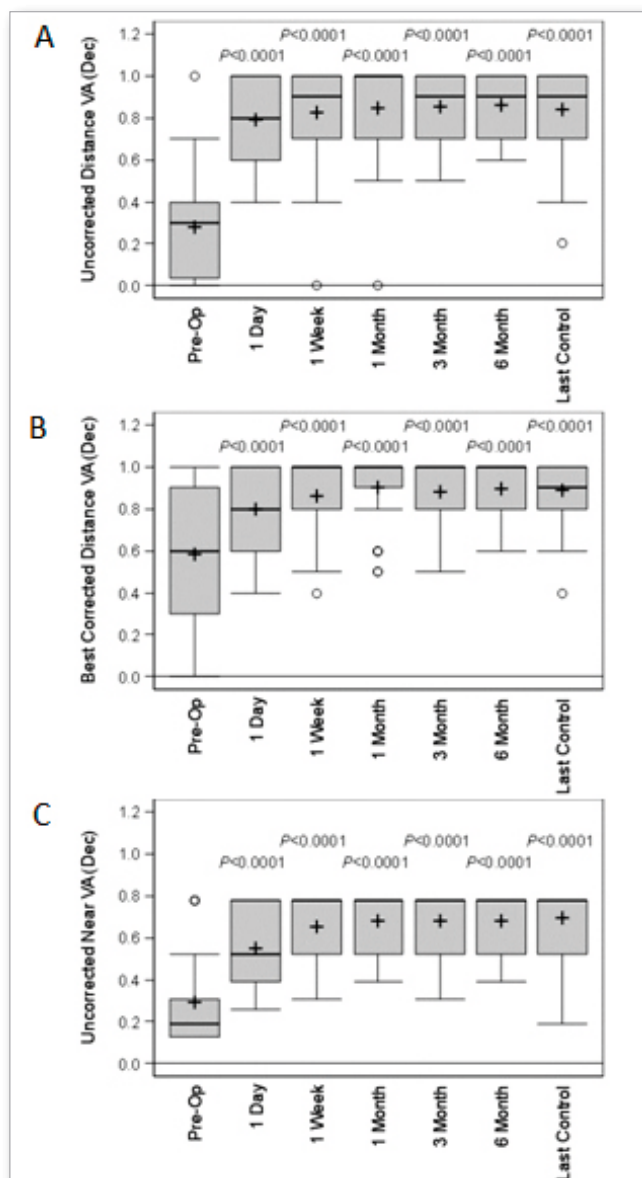 A
Uncorrected Distance VA (Dec)
1.2
1.0
0.8
0.6
0.4
0.2
0.0
P<0.0001
P<0.0001
P<0.0001
P<0.0001
P<0.0001
P<0.0001
Pre-Op
1 Day
1 Week
1 Month
3 Month
6 Month
Last Control
B
Best Corrected Distance VA (Dec)
1.2
1.0
0.8
0.6
0.4
0.2
0.0
P<0.0001
P<0.0001
P<0.0001
P<0.0001
P<0.0001
P<0.0001
Pre-Op
1 Day
1 Week
1 Month
3 Month
6 Month
Last Control
C
Uncorrected Near VA (Dec)
1.2
1.0
0.8
0.6
0.4
0.2
0.0
P<0.0001
P<0.0001
P<0.0001
P<0.0001
P<0.0001
P<0.0001
Pre-Op
1 Day
1 Week
1 Month
3 Month
6 Month
Last Control